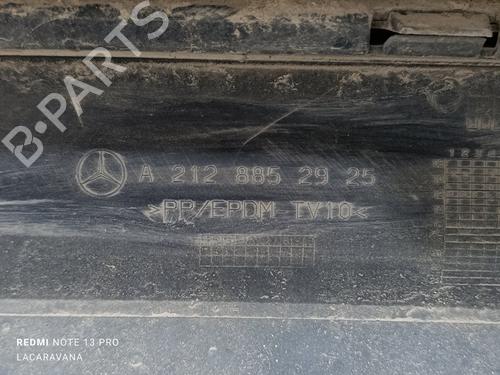 B-PARTS
A 212 885 29 25
>PP/EPDM TV10<
REDMI NOTE 13 PRO
LACARAVANA